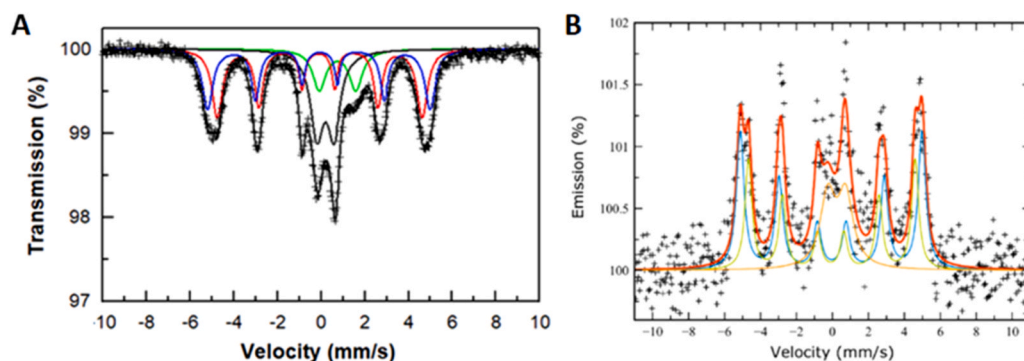 A
Transmission (%)
100
99
98
97
-10 -8 -6 -4 -2 0 2 4 6 8 10
Velocity (mm/s)
B
Emission (%)
102
101.5
101
100.5
100
-10 -8 -6 -4 -2 0 2 4 6 8 10
Velocity (mm/s)